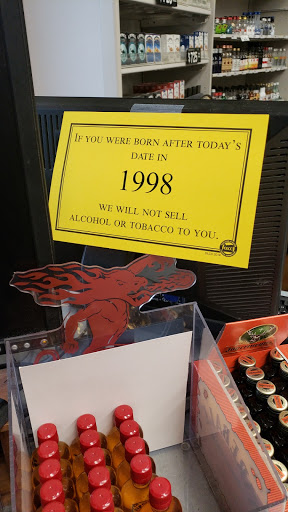 IF YOU WERE BORN AFTER TODAY'S
DATE IN
1998
WE WILL NOT SELL
ALCOHOL OR TOBACCO TO YOU.